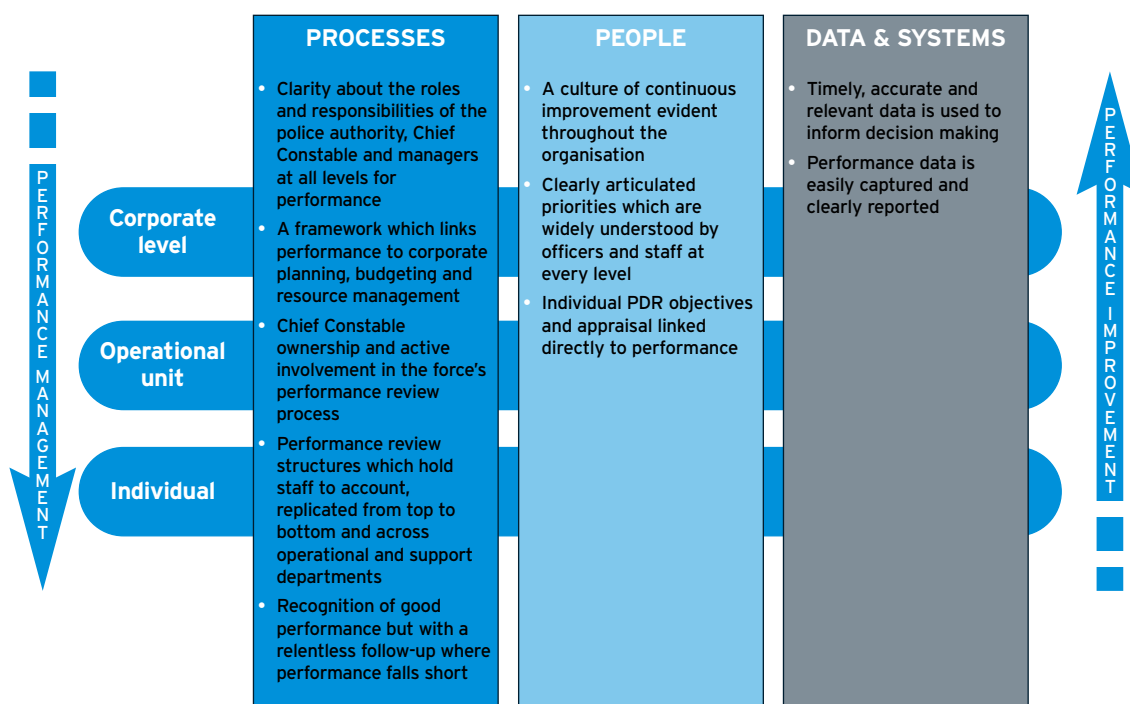 PERFORMANCE MANAGEMENT
Corporate
level
Operational
unit
Individual
PROCESSES
• Clarity about the roles
and responsibilities of the
police authority, Chief
Constable and managers
at all levels for
performance
• A framework which links
performance to corporate
planning, budgeting and
resource management
• Chief Constable
ownership and active
involvement in the force's
performance review
process
• Performance review
structures which hold
staff to account,
replicated from top to
bottom and across
operational and support
departments
• Recognition of good
performance but with a
relentless follow-up where
performance falls short
PEOPLE
• A culture of continuous
improvement evident
throughout the
organisation
• Clearly articulated
priorities which are
widely understood by
officers and staff at
every level
• Individual PDR objectives
and appraisal linked
directly to performance
DATA & SYSTEMS
• Timely, accurate and
relevant data is used to
inform decision making
• Performance data is
easily captured and
clearly reported
PERFORMANCE IMPROVEMENT